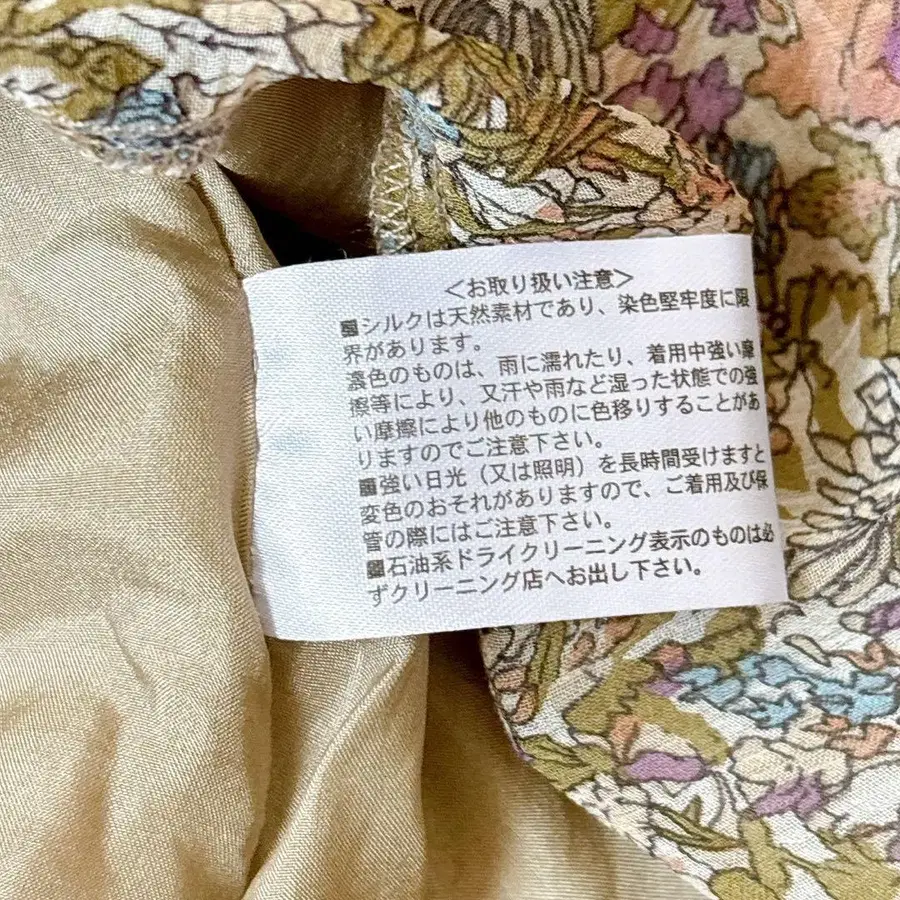 ＜お取り扱い注意＞
■シルクは天然素材であり、染色堅牢度に限
界があります。
濃色のものは、雨に濡れたり、着用中強い摩
擦等により、又汗や雨など湿った状態での強
い摩擦により他のものに色移りすることがあ
りますのでご注意下さい。
■強い日光（又は照明）を長時間受けますと
変色のおそれがありますので、ご着用及び保
管の際にはご注意下さい。
■石油系ドライクリーニング表示のものは必
ずクリーニング店へお出し下さい。